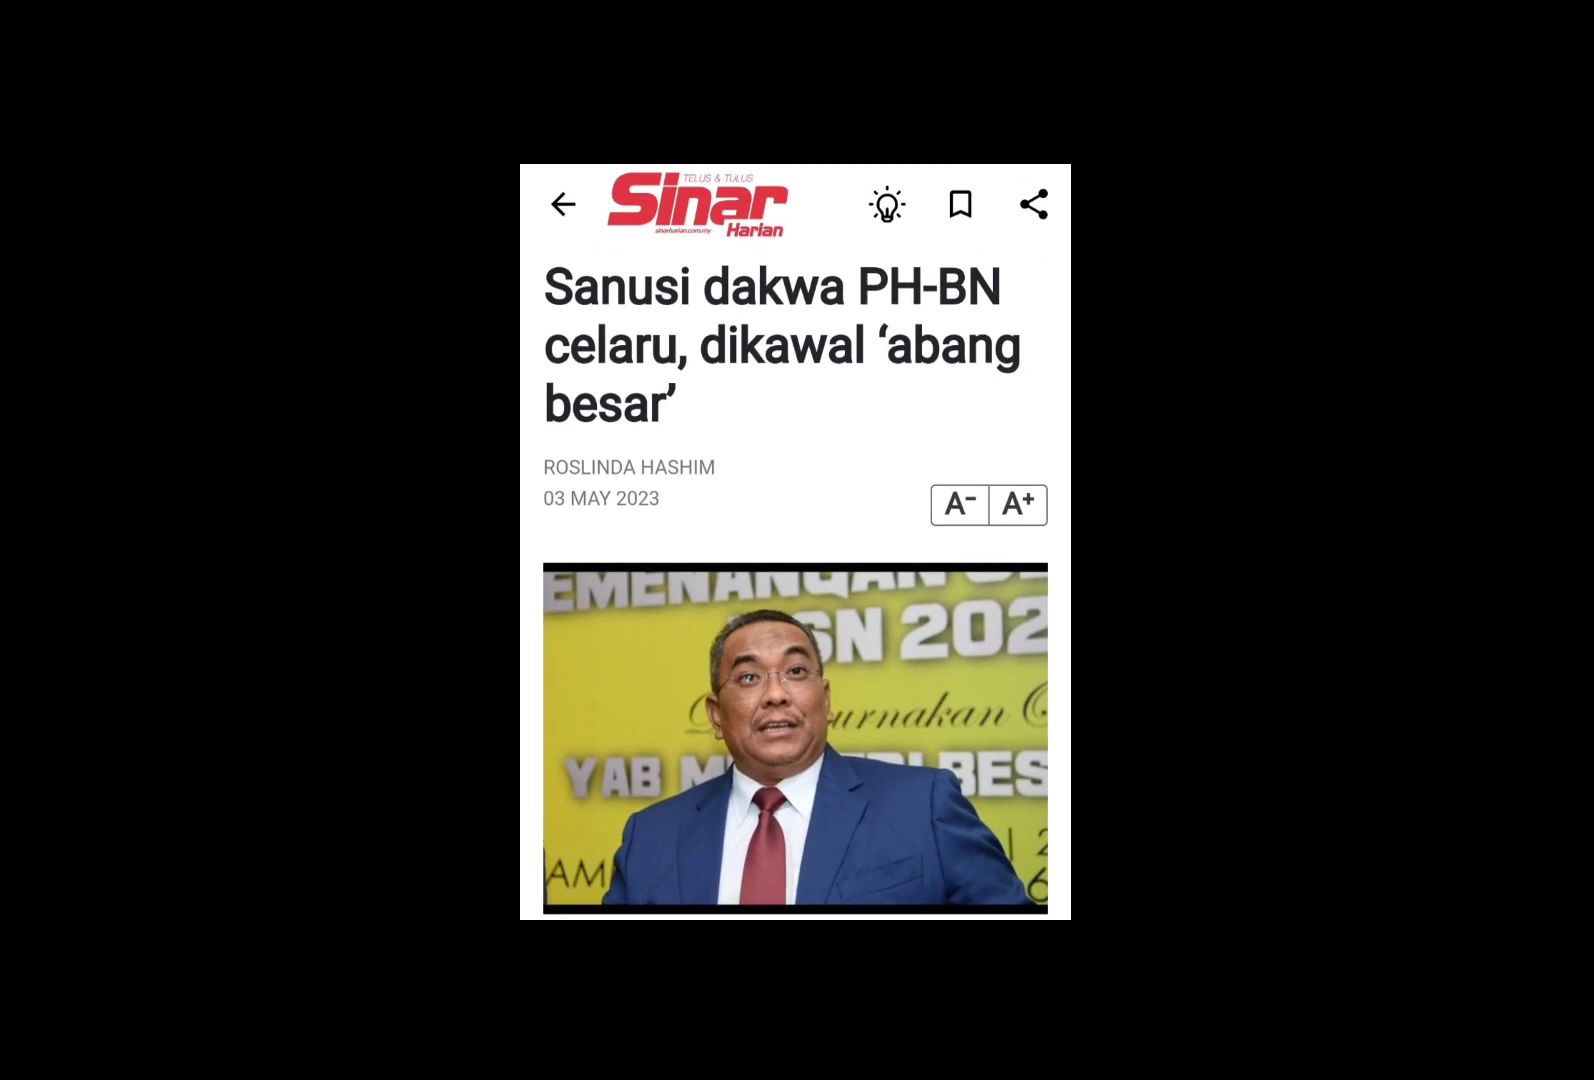 TELUS & TULUS
Sinar
sinarharian.com.my Harian
Sanusi dakwa PH-BN
celaru, dikawal ‘abang
besar’
ROSLINDA HASHIM
03 MAY 2023
A- A+
EMENANGAN
SN 202
urnakan
YAB M RI BES
AM